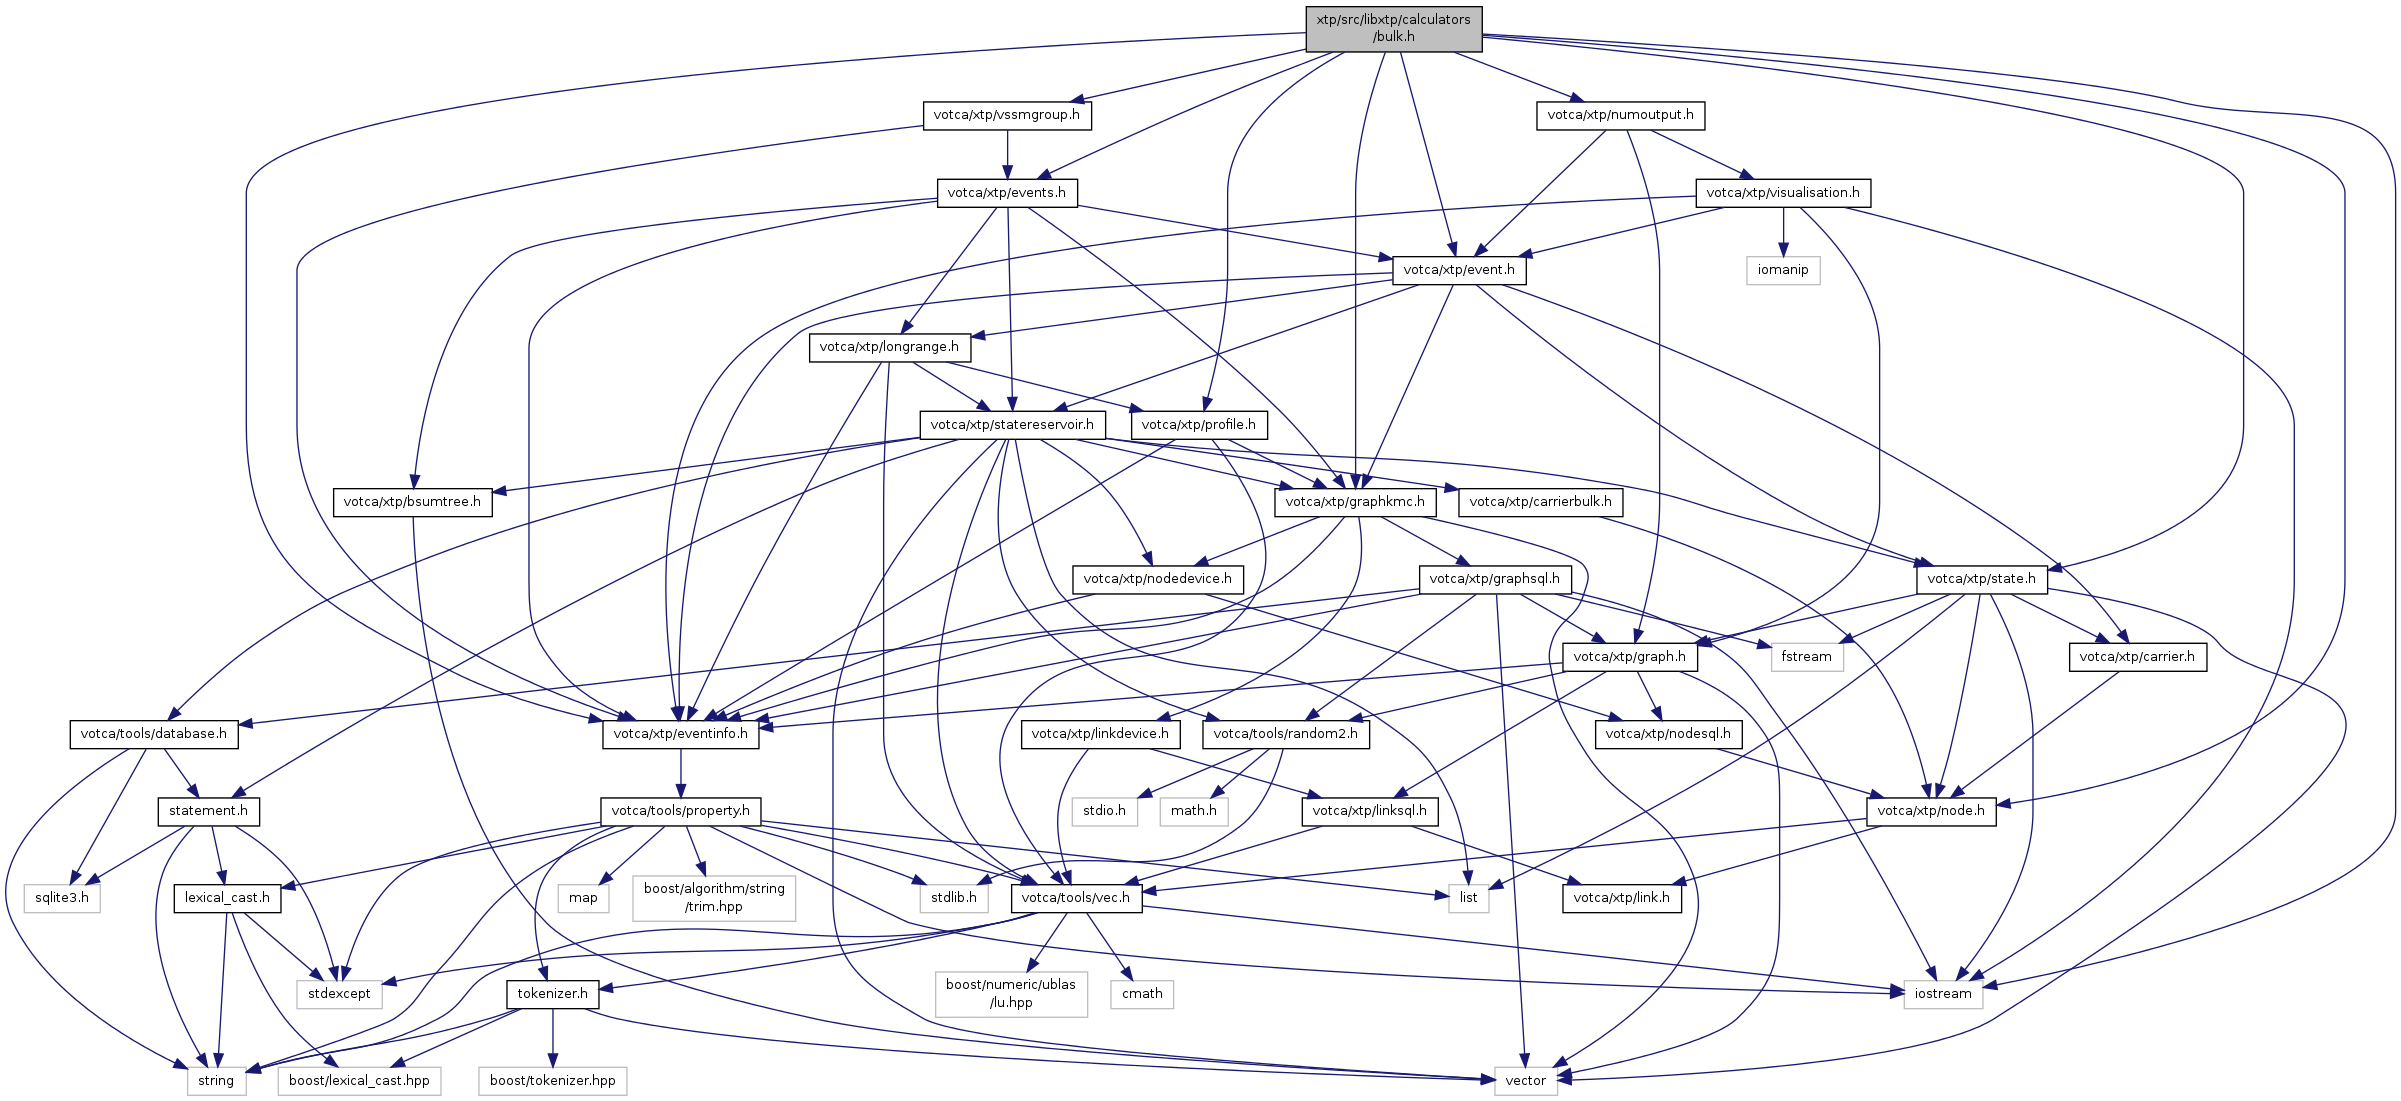 xtp/src/libxtp/calculators
/bulk.h
votca/xtp/vssmgroup.h
votca/xtp/numoutput.h
votca/xtp/events.h
votca/xtp/visualisation.h
votca/xtp/event.h
iomanip
votca/xtp/longrange.h
votca/xtp/statereservoir.h
votca/xtp/profile.h
votca/xtp/bsumtree.h
votca/xtp/graphkmc.h
votca/xtp/carrierbulk.h
votca/xtp/nodedevice.h
votca/xtp/graphsql.h
votca/xtp/state.h
votca/xtp/graph.h
fstream
votca/xtp/carrier.h
votca/tools/database.h
votca/xtp/eventinfo.h
votca/xtp/linkdevice.h
votca/tools/random2.h
votca/xtp/nodesql.h
statement.h
votca/tools/property.h
stdio.h
math.h
votca/xtp/linksql.h
votca/xtp/node.h
sqlite3.h
lexical_cast.h
map
boost/algorithm/string
/trim.hpp
stdlib.h
votca/tools/vec.h
list
votca/xtp/link.h
stdexcept
tokenizer.h
boost/numeric/ublas
/lu.hpp
cmath
iostream
string
boost/lexical_cast.hpp
boost/tokenizer.hpp
vector